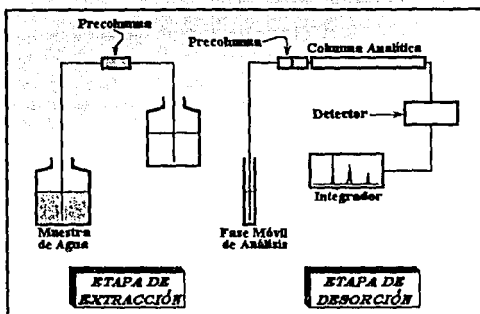 Precolumna
Precolumna
Columna Analítica
Detector
Integrador
Muestra
de Agua
Fase Móvil
de Análisis
ETAPA DE
EXTRACCIÓN
ETAPA DE
DESORCIÓN